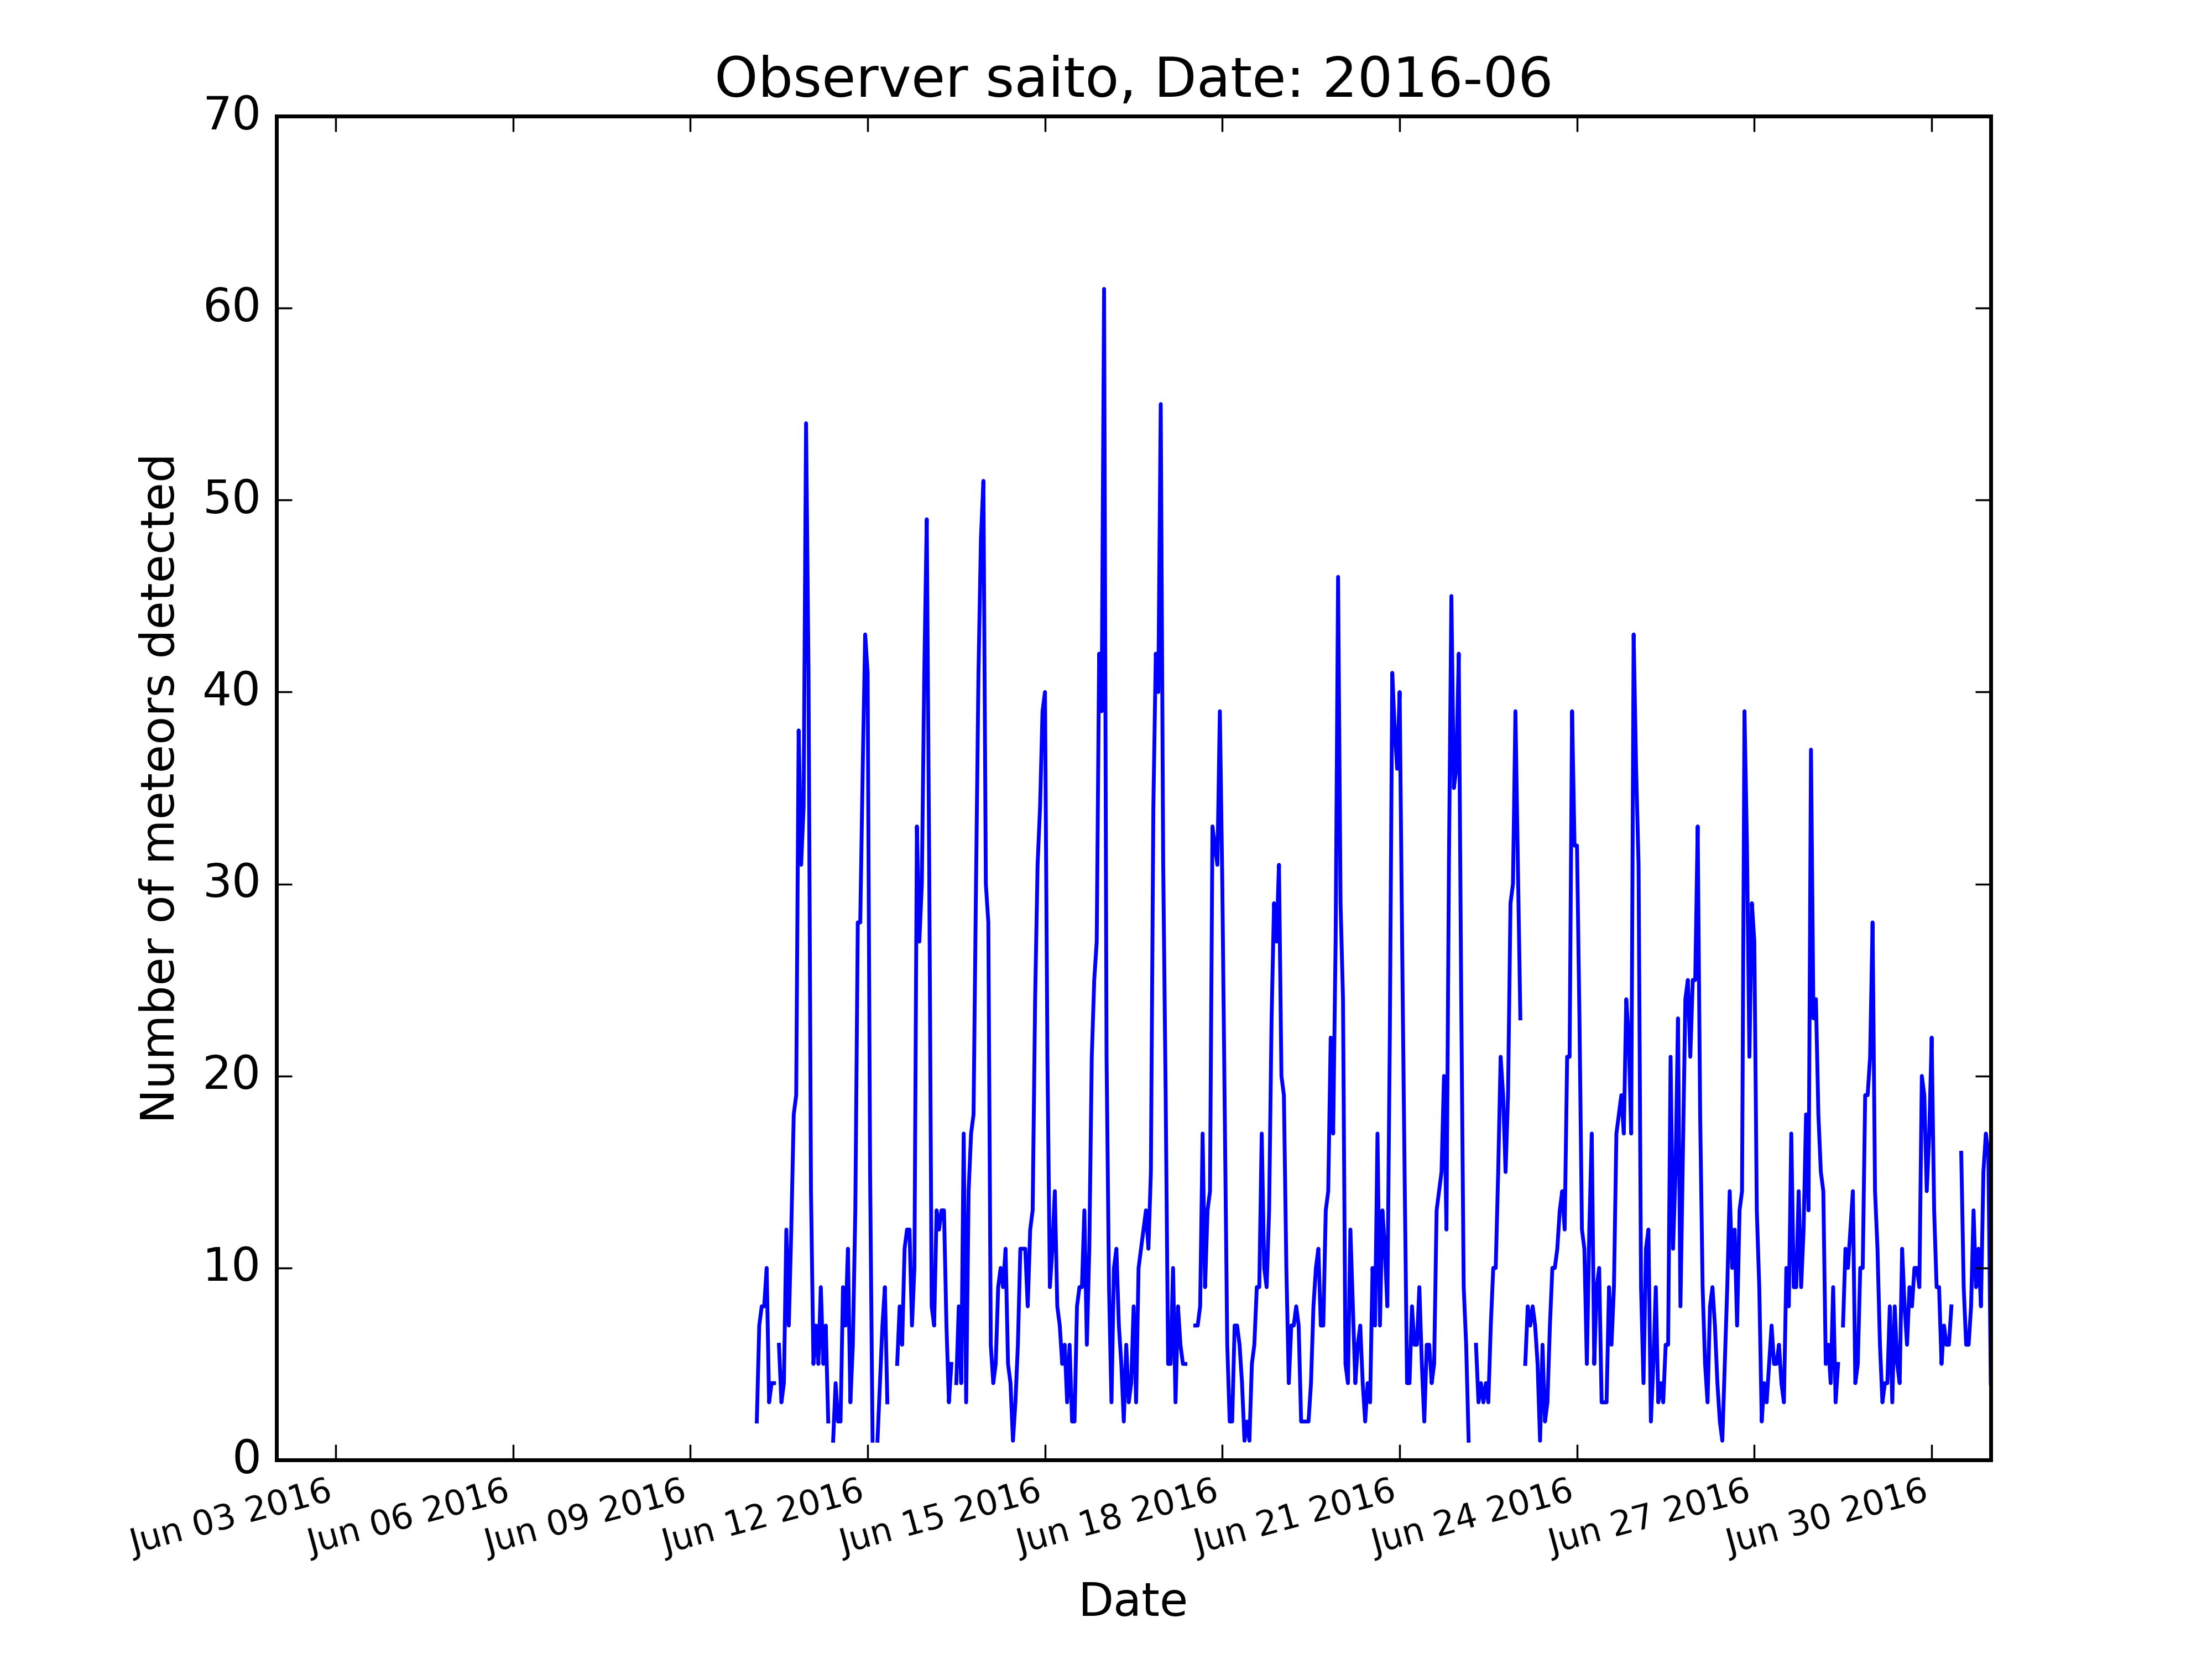 Observer saito, Date: 2016-06
70
60
50
40
30
20
10
0
Number of meteors detected
Jun 03 2016
Jun 06 2016
Jun 09 2016
Jun 12 2016
Jun 15 2016
Jun 18 2016
Jun 21 2016
Jun 24 2016
Jun 27 2016
Jun 30 2016
Date